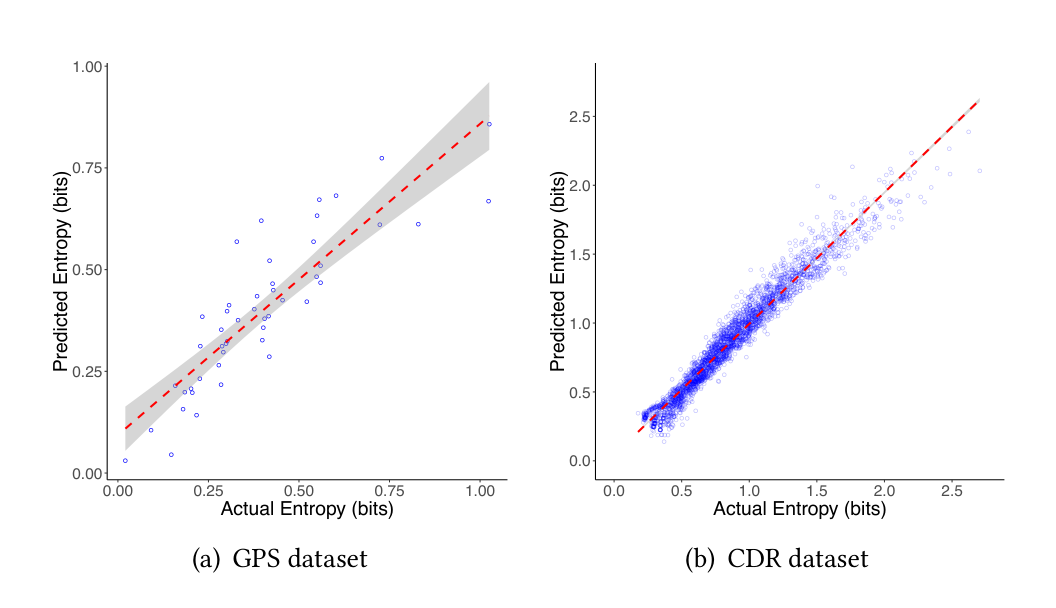 1.00
0.75
0.50
0.25
0.00
Predicted Entropy (bits)
0.00 0.25 0.50 0.75 1.00
Actual Entropy (bits)
(a) GPS dataset
2.5
2.0
1.5
1.0
0.5
0.0
Predicted Entropy (bits)
0.0 0.5 1.0 1.5 2.0 2.5
Actual Entropy (bits)
(b) CDR dataset